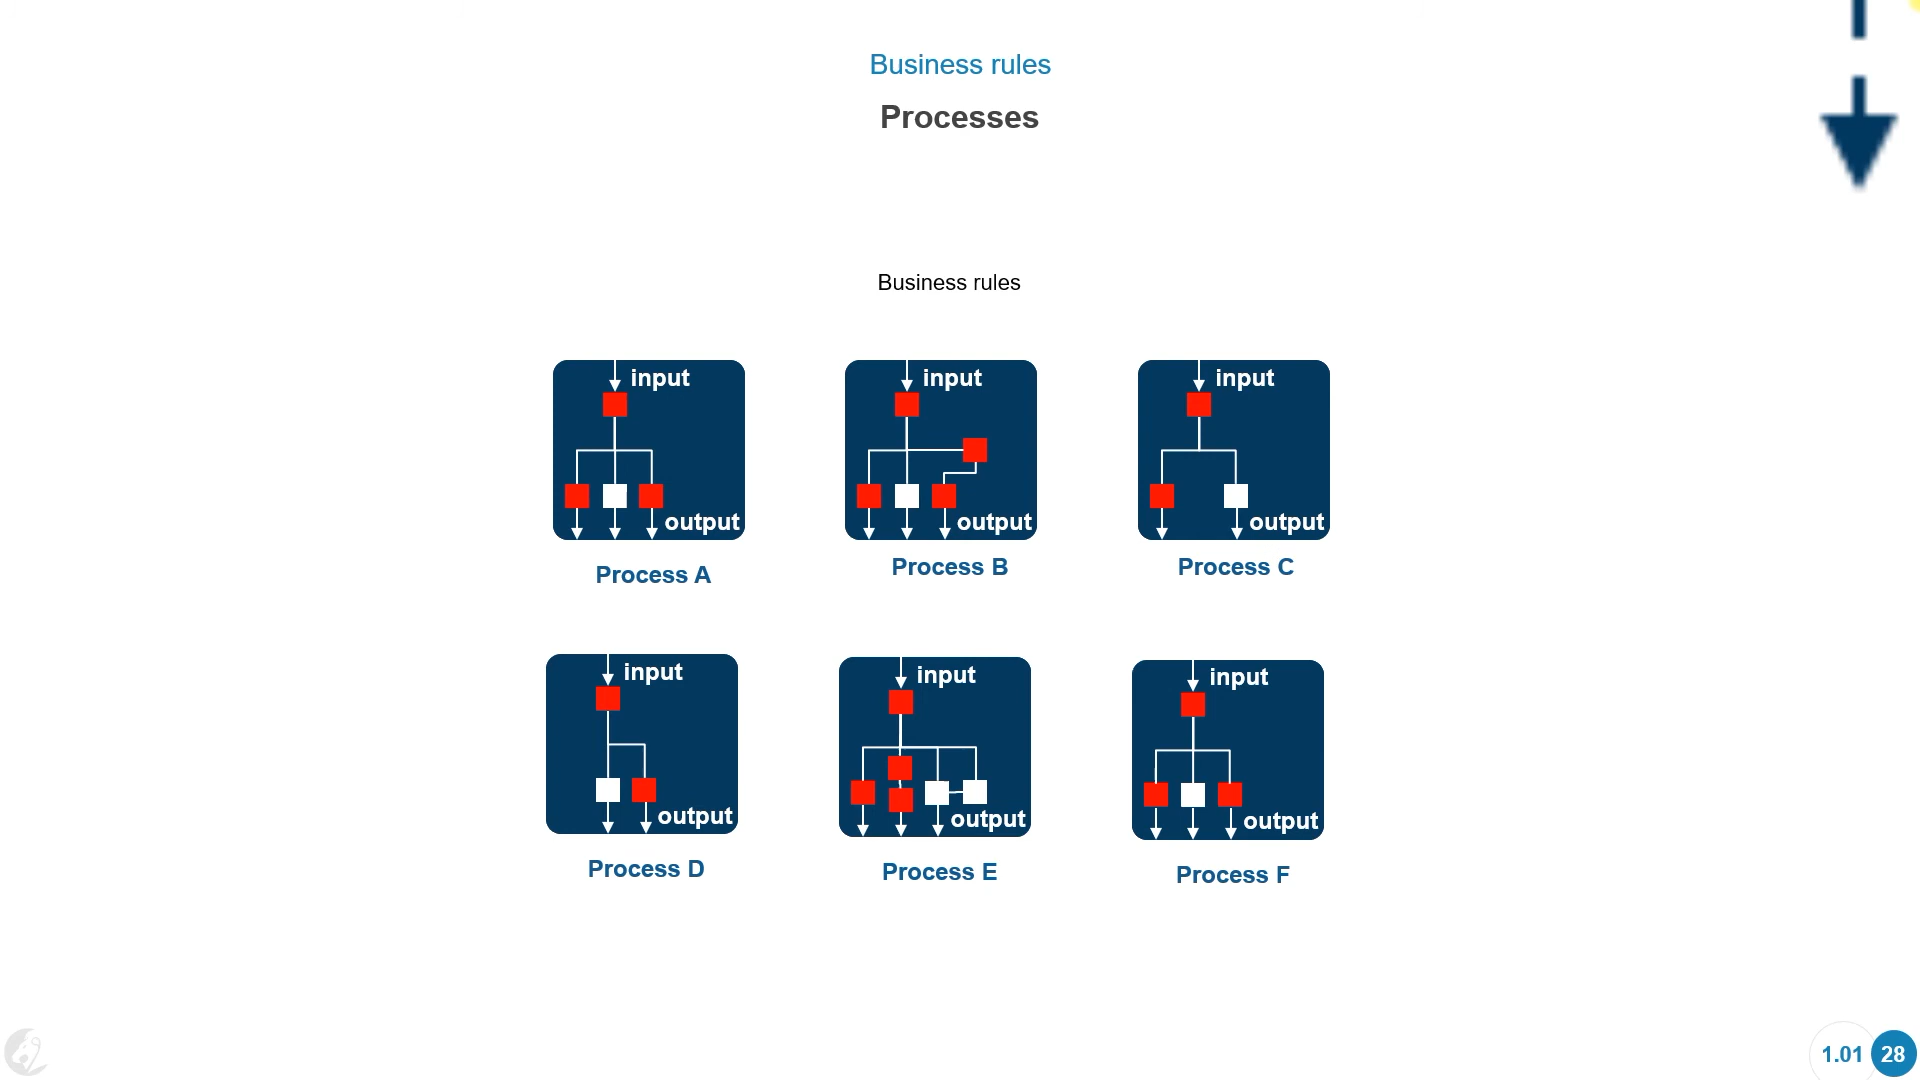 Business rules
Processes
Business rules
input
input
input
output
output
output
Process A
Process B
Process C
input
input
input
output
output
output
Process D
Process E
Process F
1.01 28